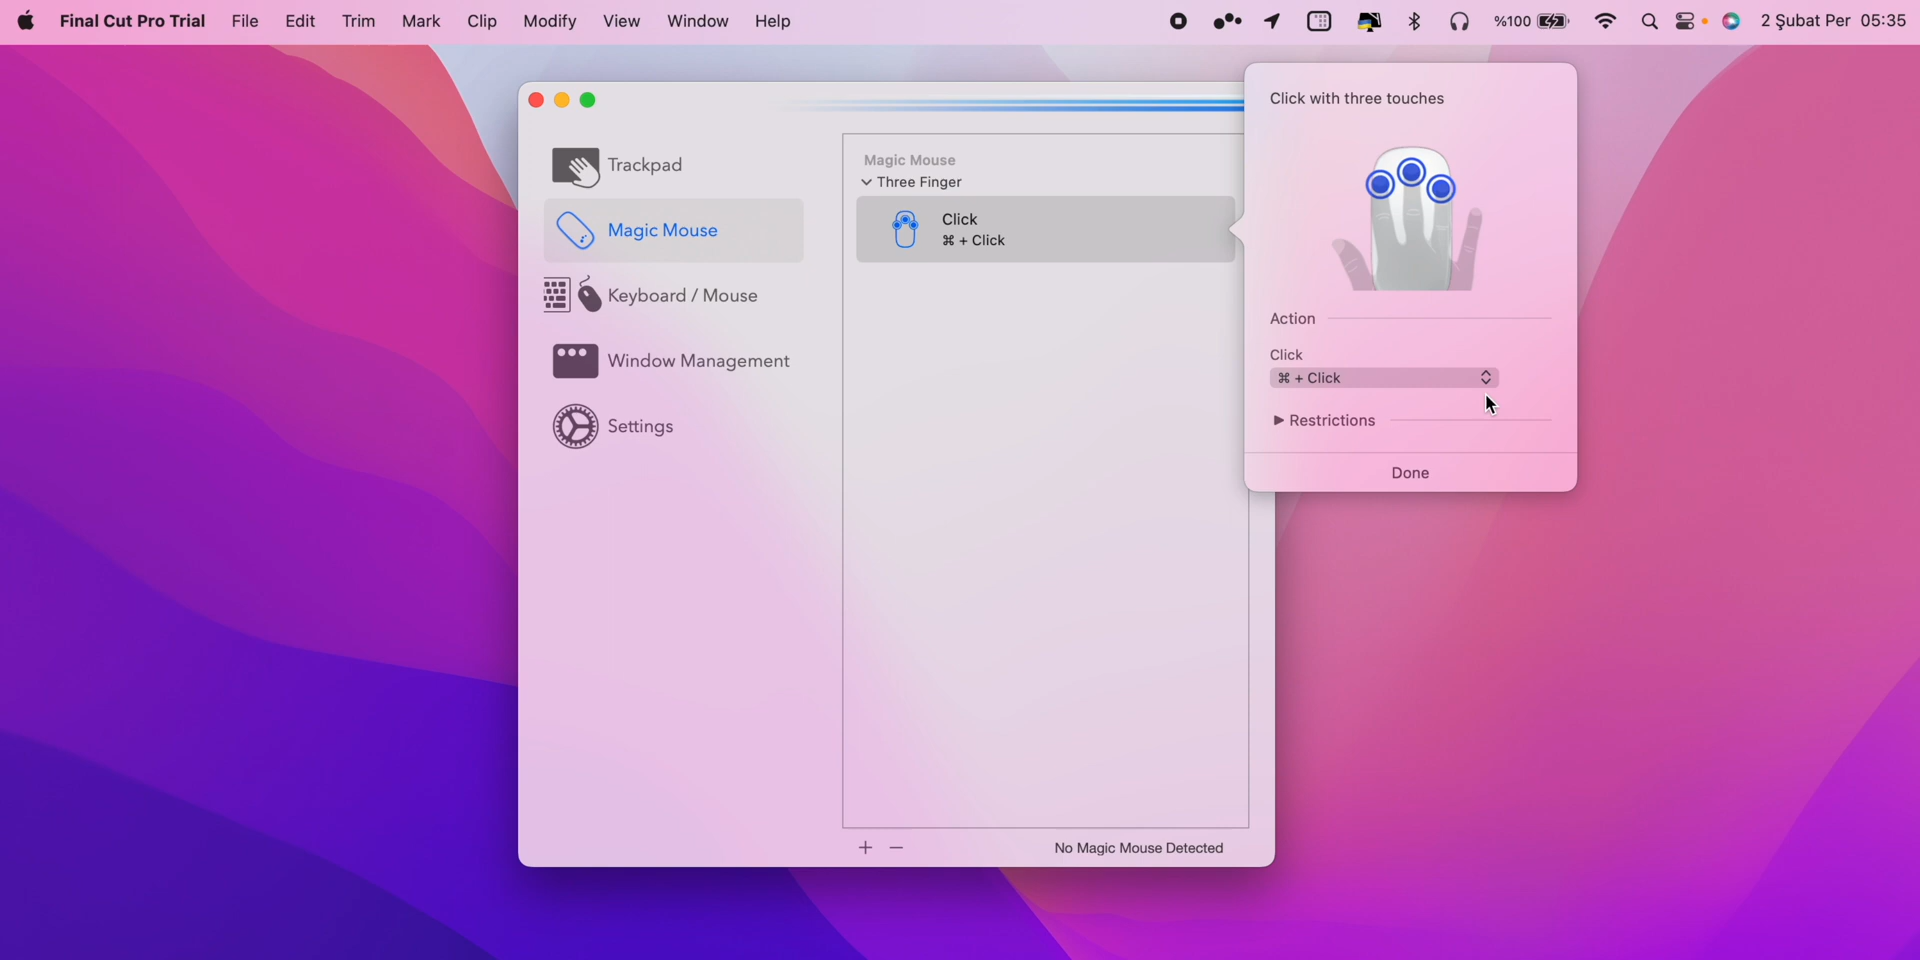 Final Cut Pro Trial File Edit Trim Mark Clip Modify View Window Help %100 2 Şubat Per 05:35
Trackpad
Magic Mouse
Keyboard / Mouse
Window Management
Settings
Magic Mouse
Three Finger
Click
⌘ + Click
No Magic Mouse Detected
Click with three touches
Action
Click
⌘ + Click
Restrictions
Done